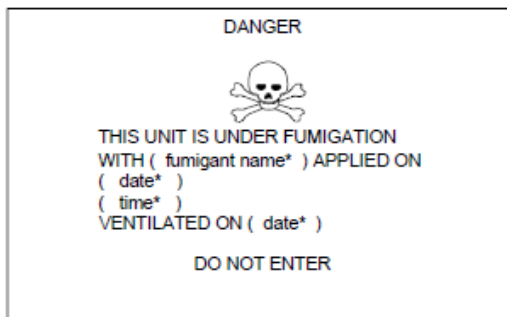 DANGER
THIS UNIT IS UNDER FUMIGATION
WITH ( fumigant name* ) APPLIED ON
( date* )
( time* )
VENTILATED ON ( date* )
DO NOT ENTER